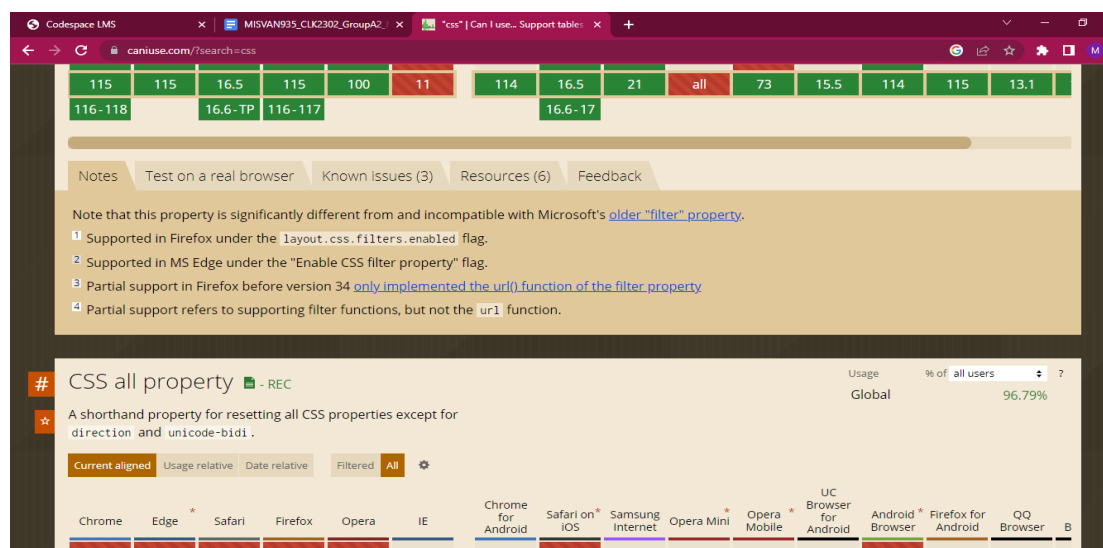 Codespace LMS
MISVAN935_CLK2302_GroupA2_
"css" | Can I use... Support tables
caniuse.com/?search=css
M
115 115 16.5 115 100 11 114 16.5 21 all 73 15.5 114 115 13.1
116-118 16.6-TP 116-117 16.6-17
Notes Test on a real browser Known issues (3) Resources (6) Feedback
Note that this property is significantly different from and incompatible with Microsoft's older "filter" property.
1 Supported in Firefox under the layout.css.filters.enabled flag.
2 Supported in MS Edge under the "Enable CSS filter property" flag.
3 Partial support in Firefox before version 34 only implemented the url() function of the filter property
4 Partial support refers to supporting filter functions, but not the url function.
# CSS all property - REC
Usage % of all users ?
Global 96.79%
A shorthand property for resetting all CSS properties except for
direction and unicode-bidi.
Current aligned Usage relative Date relative Filtered All
Chrome Edge * Safari Firefox Opera IE Chrome for Android Safari on iOS * Samsung Internet Opera Mini * Opera Mobile * UC Browser for Android Android Browser * Firefox for Android QQ Browser B